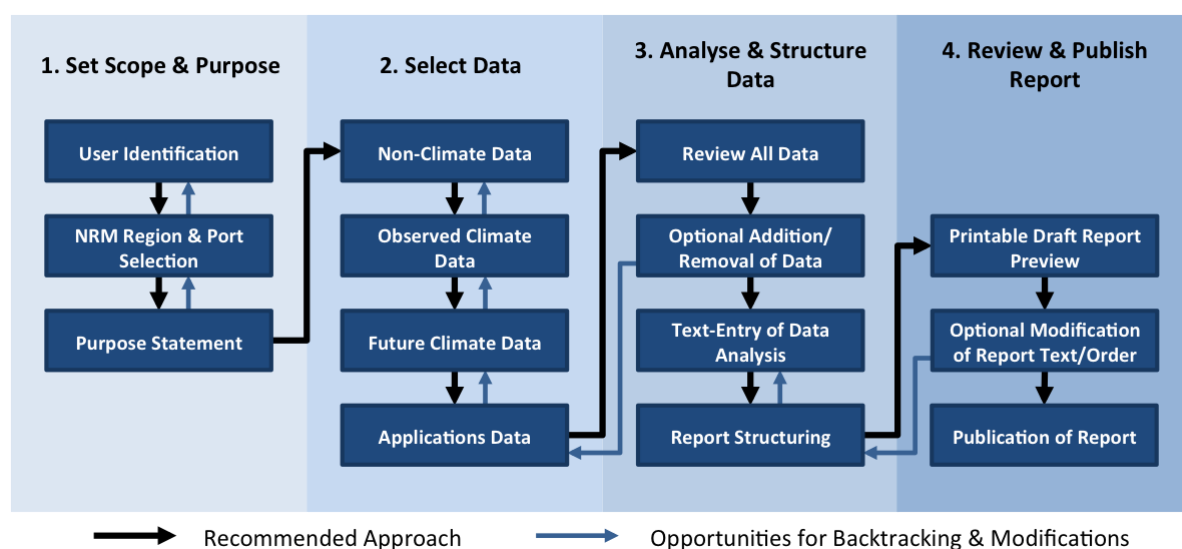 1. Set Scope & Purpose
User Identification
NRM Region & Port
Selection
Purpose Statement
2. Select Data
Non-Climate Data
Observed Climate
Data
Future Climate Data
Applications Data
3. Analyse & Structure
Data
Review All Data
Optional Addition/
Removal of Data
Text-Entry of Data
Analysis
Report Structuring
4. Review & Publish
Report
Printable Draft Report
Preview
Optional Modification
of Report Text/Order
Publication of Report
Recommended Approach
Opportunities for Backtracking & Modifications